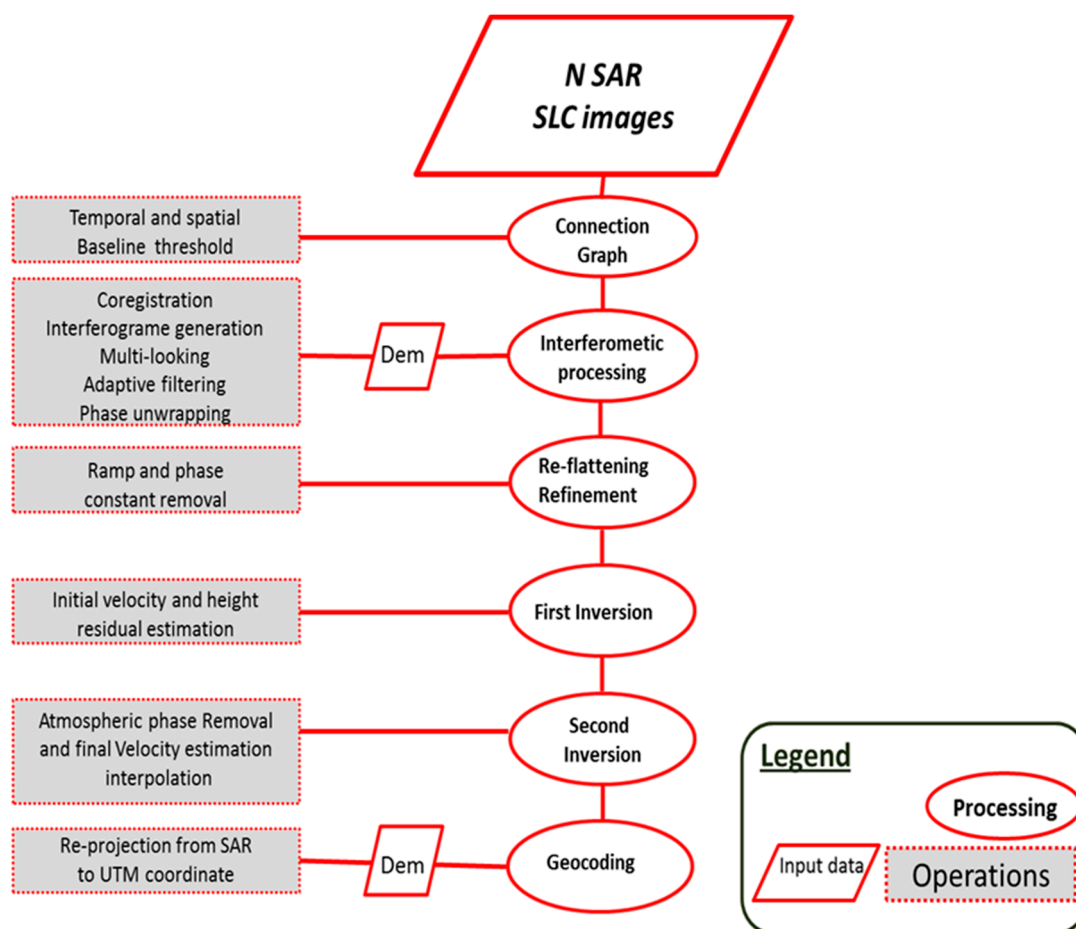 N SAR
SLC images
Temporal and spatial
Baseline threshold
Connection
Graph
Coregistration
Interferograme generation
Multi-looking
Adaptive filtering
Phase unwrapping
Dem
Interferometic
processing
Ramp and phase
constant removal
Re-flattening
Refinement
Initial velocity and height
residual estimation
First Inversion
Atmospheric phase Removal
and final Velocity estimation
interpolation
Second
Inversion
Re-projection from SAR
to UTM coordinate
Dem
Geocoding
Legend
Processing
Input data
Operations